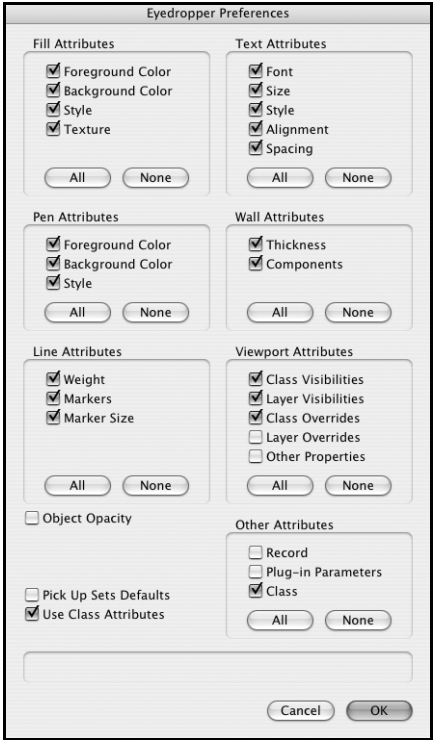 Eyedropper Preferences
Fill Attributes
Foreground Color
Background Color
Style
Texture
All None
Text Attributes
Font
Size
Style
Alignment
Spacing
All None
Pen Attributes
Foreground Color
Background Color
Style
All None
Wall Attributes
Thickness
Components
All None
Line Attributes
Weight
Markers
Marker Size
All None
Viewport Attributes
Class Visibilities
Layer Visibilities
Class Overrides
Layer Overrides
Other Properties
All None
Object Opacity
Pick Up Sets Defaults
Use Class Attributes
Other Attributes
Record
Plug-in Parameters
Class
All None
Cancel OK